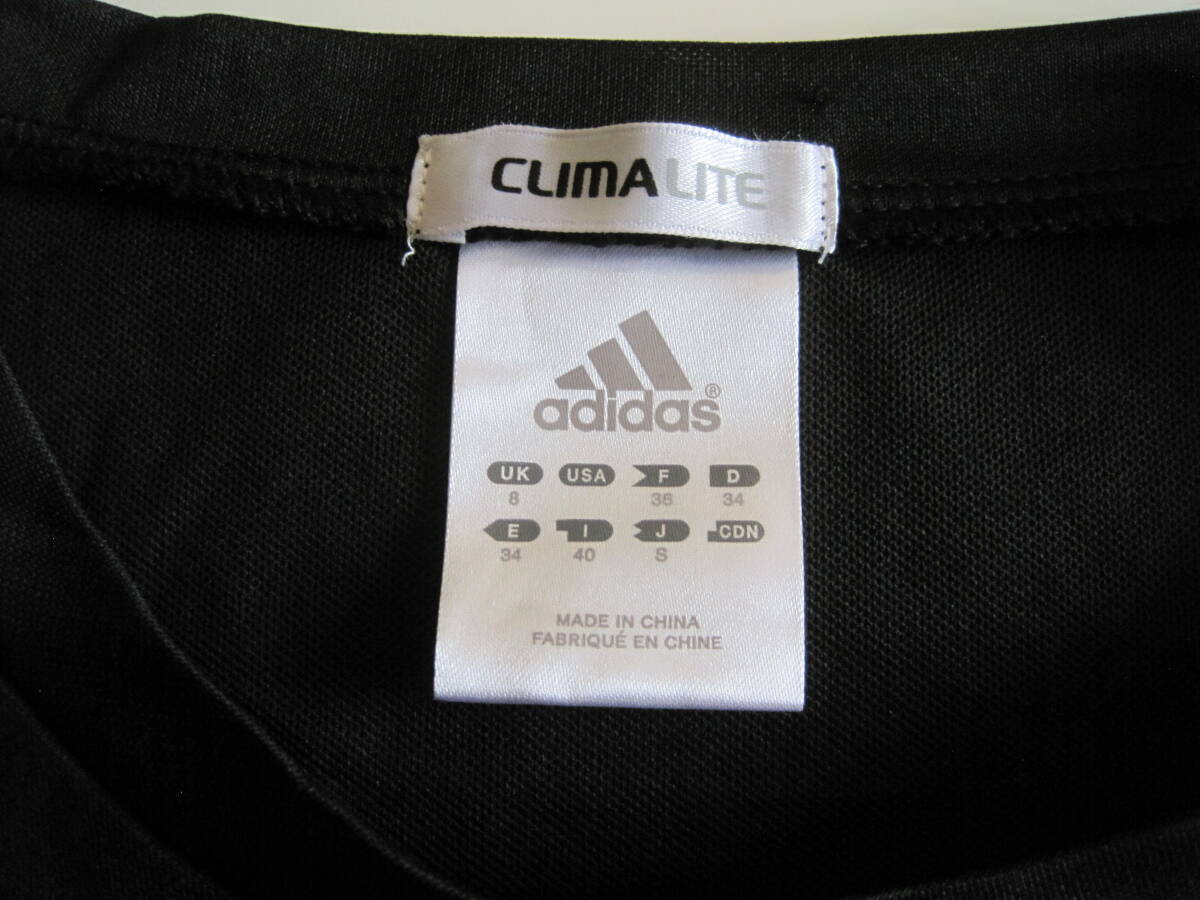 CLIMALITE
adidas®
UK USA F D
8 36 34
E I J CDN
34 40 S
MADE IN CHINA
FABRIQUÉ EN CHINE